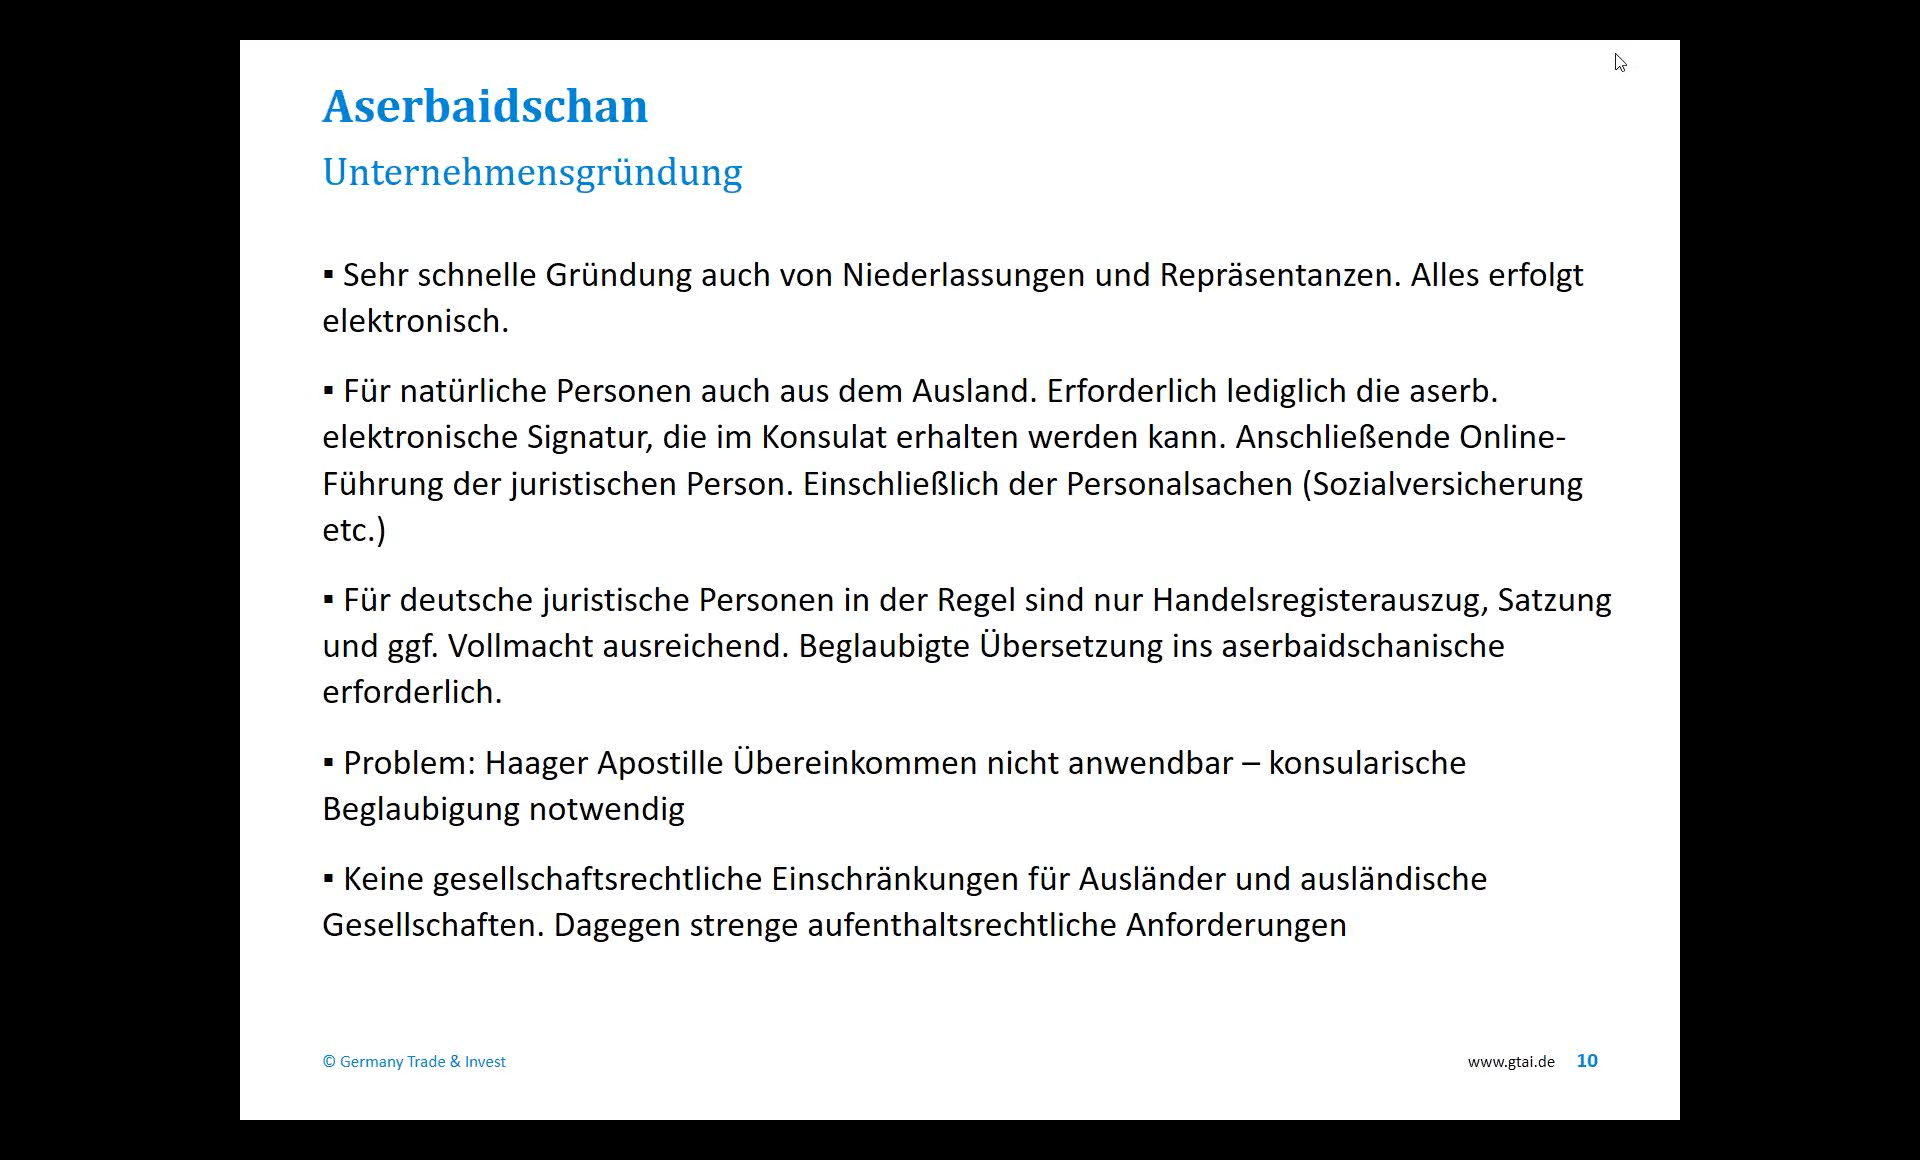 Aserbaidschan
Unternehmensgründung
▪ Sehr schnelle Gründung auch von Niederlassungen und Repräsentanzen. Alles erfolgt
elektronisch.
▪ Für natürliche Personen auch aus dem Ausland. Erforderlich lediglich die aserb.
elektronische Signatur, die im Konsulat erhalten werden kann. Anschließende Online-
Führung der juristischen Person. Einschließlich der Personalsachen (Sozialversicherung
etc.)
▪ Für deutsche juristische Personen in der Regel sind nur Handelsregisterauszug, Satzung
und ggf. Vollmacht ausreichend. Beglaubigte Übersetzung ins aserbaidschanische
erforderlich.
▪ Problem: Haager Apostille Übereinkommen nicht anwendbar – konsularische
Beglaubigung notwendig
▪ Keine gesellschaftsrechtliche Einschränkungen für Ausländer und ausländische
Gesellschaften. Dagegen strenge aufenthaltsrechtliche Anforderungen
© Germany Trade & Invest
www.gtai.de 10